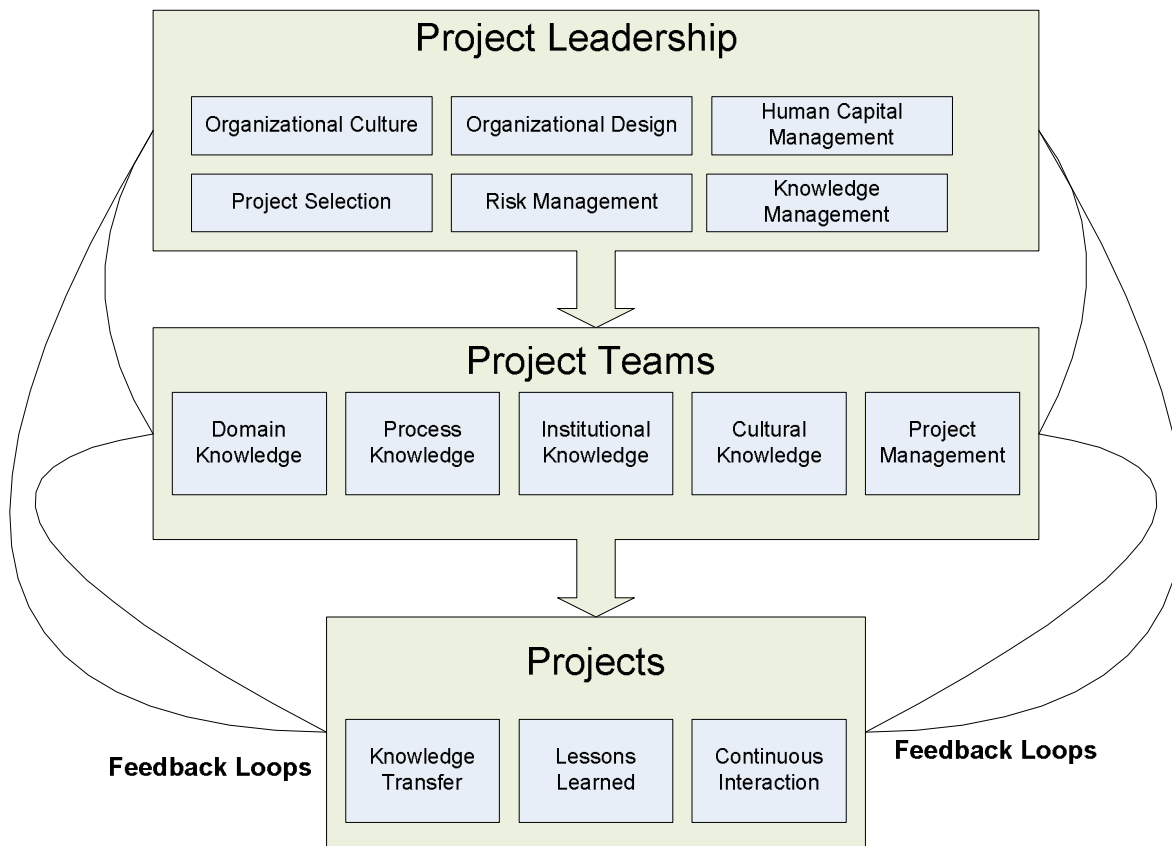 Project Leadership
Organizational Culture
Organizational Design
Human Capital
Management
Project Selection
Risk Management
Knowledge
Management
Project Teams
Domain
Knowledge
Process
Knowledge
Institutional
Knowledge
Cultural
Knowledge
Project
Management
Projects
Knowledge
Transfer
Lessons
Learned
Continuous
Interaction
Feedback Loops
Feedback Loops